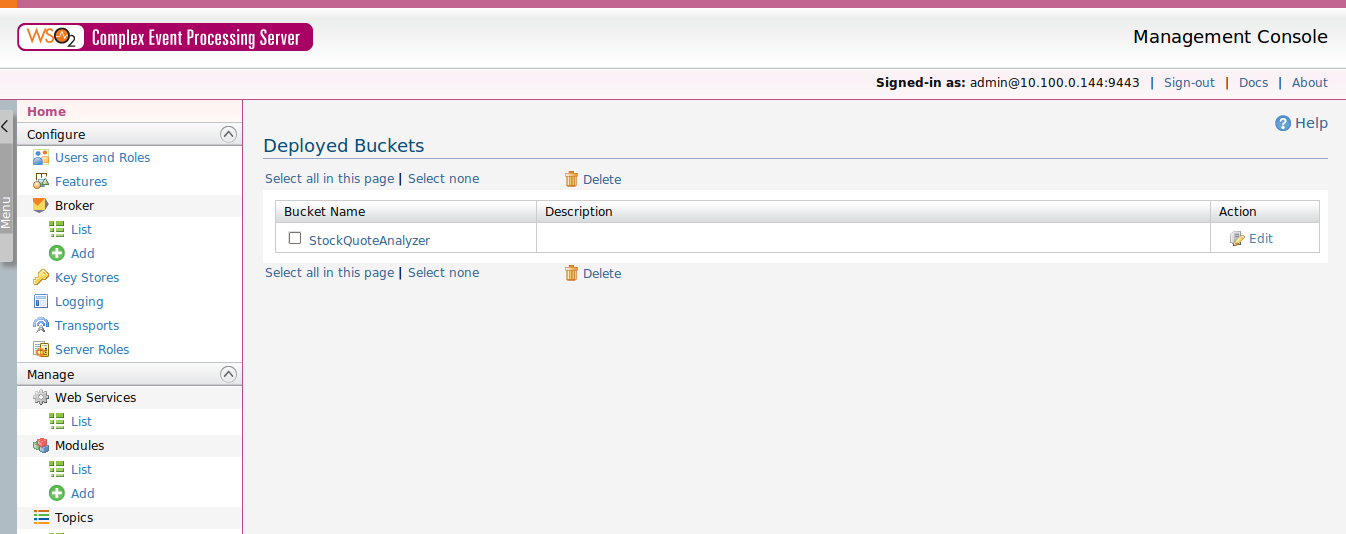 WSO2 Complex Event Processing Server
Management Console
Signed-in as: admin@10.100.0.144:9443 | Sign-out | Docs | About
Menu
Home
Configure
Users and Roles
Features
Broker
List
Add
Key Stores
Logging
Transports
Server Roles
Manage
Web Services
List
Modules
List
Add
Topics
Help
Deployed Buckets
Select all in this page | Select none Delete
Bucket Name Description Action
StockQuoteAnalyzer Edit
Select all in this page | Select none Delete